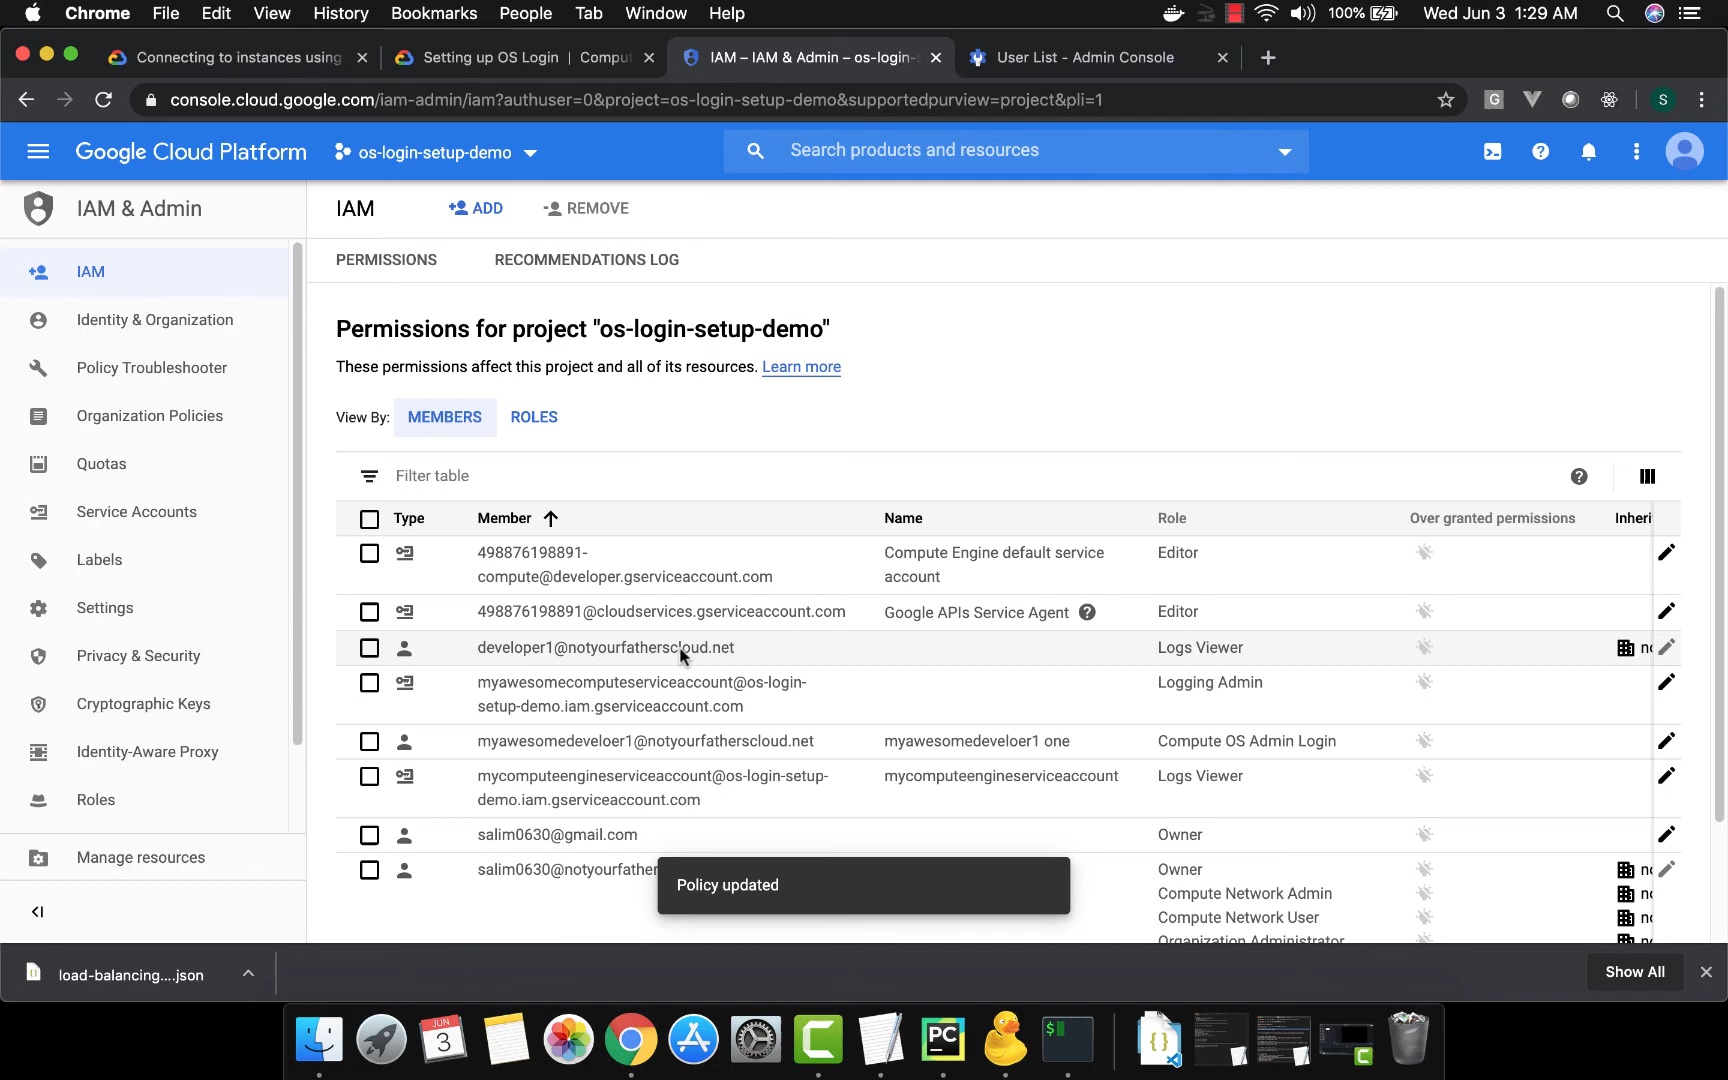 Chrome File Edit View History Bookmarks People Tab Window Help 100% Wed Jun 3 1:29 AM
Connecting to instances using Setting up OS Login | Compu IAM – IAM & Admin – os-login- User List - Admin Console
console.cloud.google.com/iam-admin/iam?authuser=0&project=os-login-setup-demo&supportedpurview=project&pli=1 G S
Google Cloud Platform os-login-setup-demo Search products and resources
IAM & Admin IAM ADD REMOVE
IAM
Identity & Organization
Policy Troubleshooter
Organization Policies
Quotas
Service Accounts
Labels
Settings
Privacy & Security
Cryptographic Keys
Identity-Aware Proxy
Roles
Manage resources
PERMISSIONS RECOMMENDATIONS LOG
Permissions for project "os-login-setup-demo"
These permissions affect this project and all of its resources. Learn more
View By: MEMBERS ROLES
Filter table
Type Member Name Role Over granted permissions Inheri
498876198891- Compute Engine default service Editor
compute@developer.gserviceaccount.com account
498876198891@cloudservices.gserviceaccount.com Google APIs Service Agent Editor
developer1@notyourfatherscloud.net Logs Viewer
myawesomecomputeserviceaccount@os-login- Logging Admin
setup-demo.iam.gserviceaccount.com
myawesomedeveloer1@notyourfatherscloud.net myawesomedeveloer1 one Compute OS Admin Login
mycomputeengineserviceaccount@os-login-setup- mycomputeengineserviceaccount Logs Viewer
demo.iam.gserviceaccount.com
salim0630@gmail.com Owner
salim0630@notyourfather Owner
Compute Network Admin
Compute Network User
Organization Administrator
Policy updated
load-balancing....json Show All
JUN
3
PC